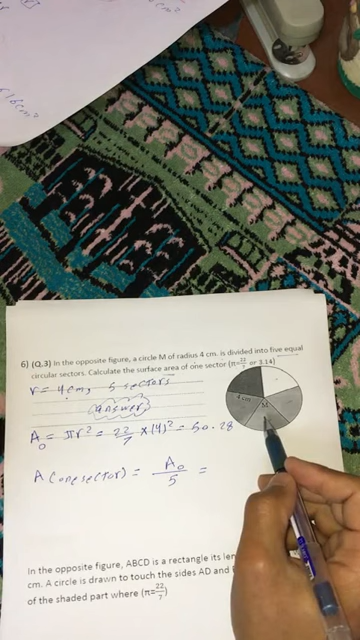 16 cm²
6) (Q.3) In the opposite figure, a circle M of radius 4 cm. is divided into five equal
circular sectors. Calculate the surface area of one sector (π=22/7 or 3.14)
r = 4 cm, 5 sectors
answer
A○ = πr² = 22/7 × (4)² = 50.28
A (one sector) = A○/5 =
4 cm
M
In the opposite figure, ABCD is a rectangle its
cm. A circle is drawn to touch the sides AD and
of the shaded part where (π=22/7)